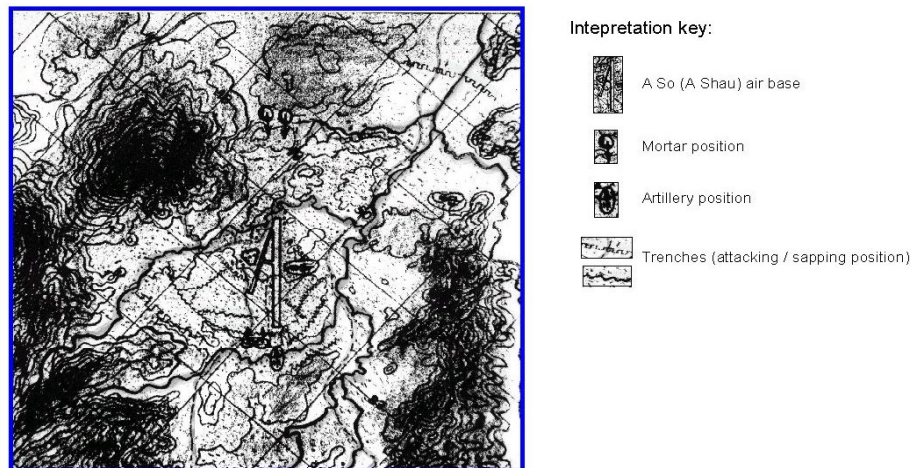 Intepretation key:
A So (A Shau) air base
Mortar position
Artillery position
Trenches (attacking / sapping position)